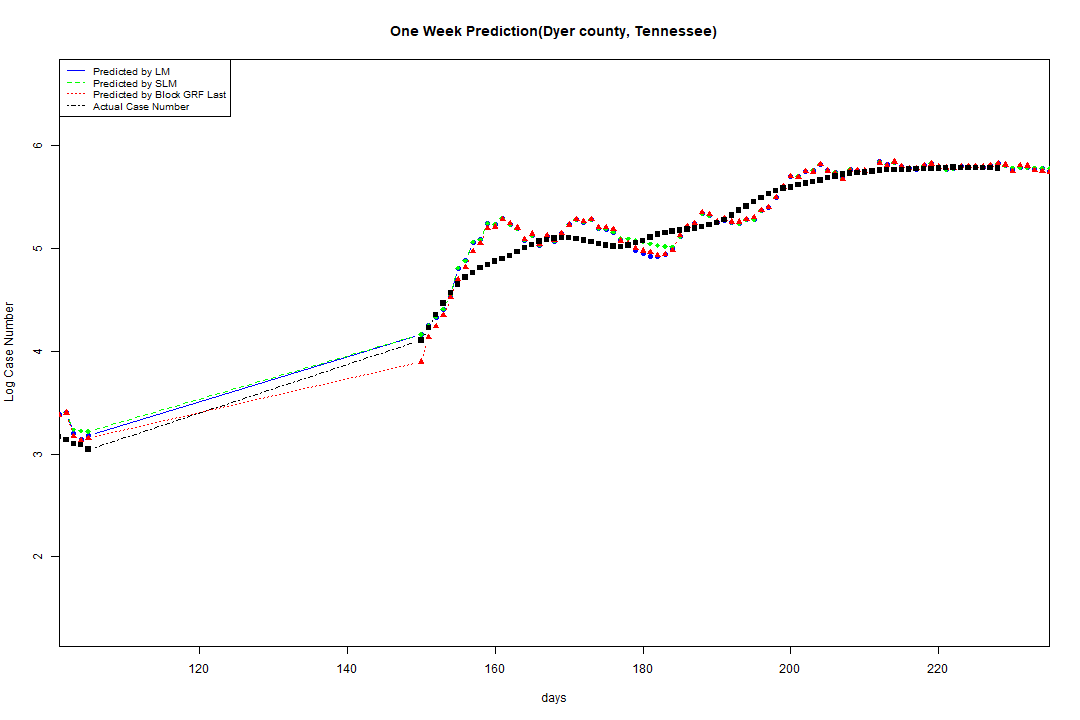 One Week Prediction(Dyer county, Tennessee)
Predicted by LM
Predicted by SLM
Predicted by Block GRF Last
Actual Case Number
6
5
4
3
2
Log Case Number
120 140 160 180 200 220
days